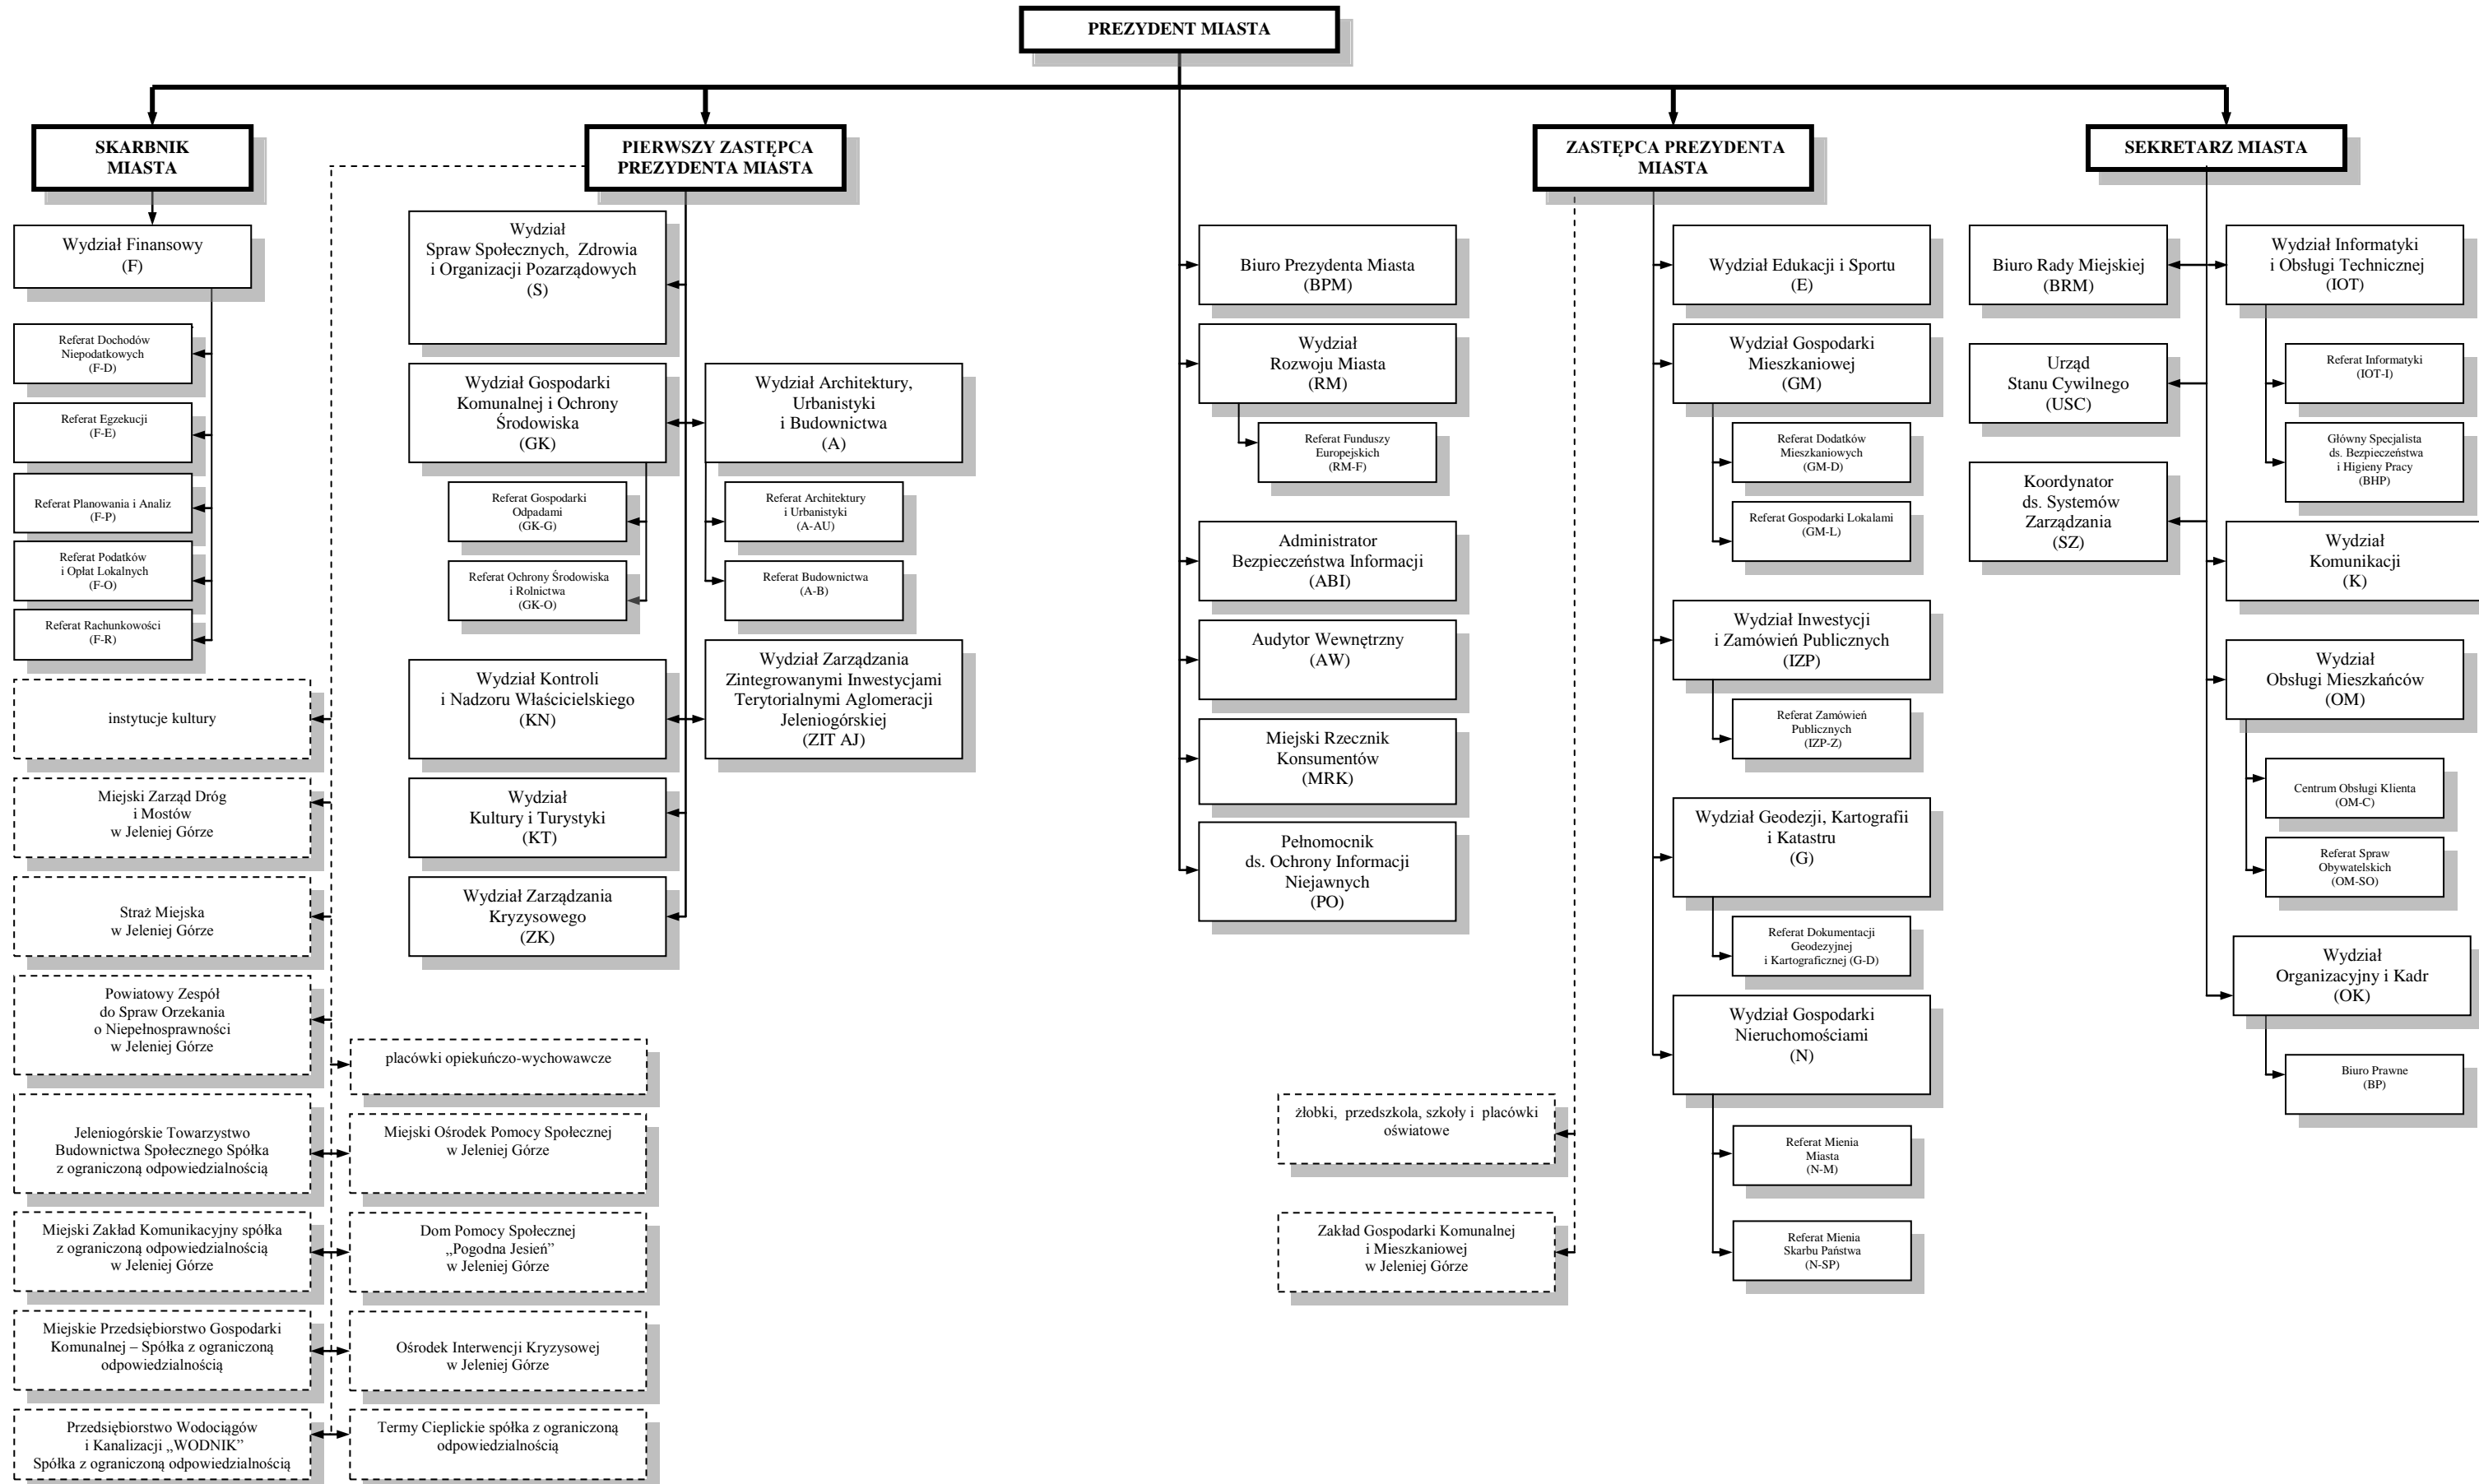 PREZYDENT MIASTA
SKARBNIK
MIASTA
PIERWSZY ZASTĘPCA
PREZYDENTA MIASTA
ZASTĘPCA PREZYDENTA
MIASTA
SEKRETARZ MIASTA
Wydział Finansowy
(F)
Referat Dochodów
Niepodatkowych
(F-D)
Referat Egzekucji
(F-E)
Referat Planowania i Analiz
(F-P)
Referat Podatków
i Opłat Lokalnych
(F-O)
Referat Rachunkowości
(F-R)
instytucje kultury
Miejski Zarząd Dróg
i Mostów
w Jeleniej Górze
Straż Miejska
w Jeleniej Górze
Powiatowy Zespół
do Spraw Orzekania
o Niepełnosprawności
w Jeleniej Górze
Jeleniogórskie Towarzystwo
Budownictwa Społecznego Spółka
z ograniczoną odpowiedzialnością
Miejski Zakład Komunikacyjny spółka
z ograniczoną odpowiedzialnością
w Jeleniej Górze
Miejskie Przedsiębiorstwo Gospodarki
Komunalnej – Spółka z ograniczoną
odpowiedzialnością
Przedsiębiorstwo Wodociągów
i Kanalizacji „WODNIK”
Spółka z ograniczoną odpowiedzialnością
placówki opiekuńczo-wychowawcze
Miejski Ośrodek Pomocy Społecznej
w Jeleniej Górze
Dom Pomocy Społecznej
„Pogodna Jesień”
w Jeleniej Górze
Ośrodek Interwencji Kryzysowej
w Jeleniej Górze
Termy Cieplickie spółka z ograniczoną
odpowiedzialnością
Wydział
Spraw Społecznych, Zdrowia
i Organizacji Pozarządowych
(S)
Wydział Gospodarki
Komunalnej i Ochrony
Środowiska
(GK)
Referat Gospodarki
Odpadami
(GK-G)
Referat Ochrony Środowiska
i Rolnictwa
(GK-O)
Wydział Architektury,
Urbanistyki
i Budownictwa
(A)
Referat Architektury
i Urbanistyki
(A-AU)
Referat Budownictwa
(A-B)
Wydział Kontroli
i Nadzoru Właścicielskiego
(KN)
Wydział Zarządzania
Zintegrowanymi Inwestycjami
Terytorialnymi Aglomeracji
Jeleniogórskiej
(ZIT AJ)
Wydział
Kultury i Turystyki
(KT)
Wydział Zarządzania
Kryzysowego
(ZK)
Biuro Prezydenta Miasta
(BPM)
Wydział
Rozwoju Miasta
(RM)
Referat Funduszy
Europejskich
(RM-F)
Administrator
Bezpieczeństwa Informacji
(ABI)
Audytor Wewnętrzny
(AW)
Miejski Rzecznik
Konsumentów
(MRK)
Pełnomocnik
ds. Ochrony Informacji
Niejawnych
(PO)
żłobki, przedszkola, szkoły i placówki
oświatowe
Zakład Gospodarki Komunalnej
i Mieszkaniowej
w Jeleniej Górze
Wydział Edukacji i Sportu
(E)
Wydział Gospodarki
Mieszkaniowej
(GM)
Referat Dodatków
Mieszkaniowych
(GM-D)
Referat Gospodarki Lokalami
(GM-L)
Wydział Inwestycji
i Zamówień Publicznych
(IZP)
Referat Zamówień
Publicznych
(IZP-Z)
Wydział Geodezji, Kartografii
i Katastru
(G)
Referat Dokumentacji
Geodezyjnej
i Kartograficznej (G-D)
Wydział Gospodarki
Nieruchomościami
(N)
Referat Mienia
Miasta
(N-M)
Referat Mienia
Skarbu Państwa
(N-SP)
Biuro Rady Miejskiej
(BRM)
Urząd
Stanu Cywilnego
(USC)
Koordynator
ds. Systemów
Zarządzania
(SZ)
Wydział Informatyki
i Obsługi Technicznej
(IOT)
Referat Informatyki
(IOT-I)
Główny Specjalista
ds. Bezpieczeństwa
i Higieny Pracy
(BHP)
Wydział
Komunikacji
(K)
Wydział
Obsługi Mieszkańców
(OM)
Centrum Obsługi Klienta
(OM-C)
Referat Spraw
Obywatelskich
(OM-SO)
Wydział
Organizacyjny i Kadr
(OK)
Biuro Prawne
(BP)